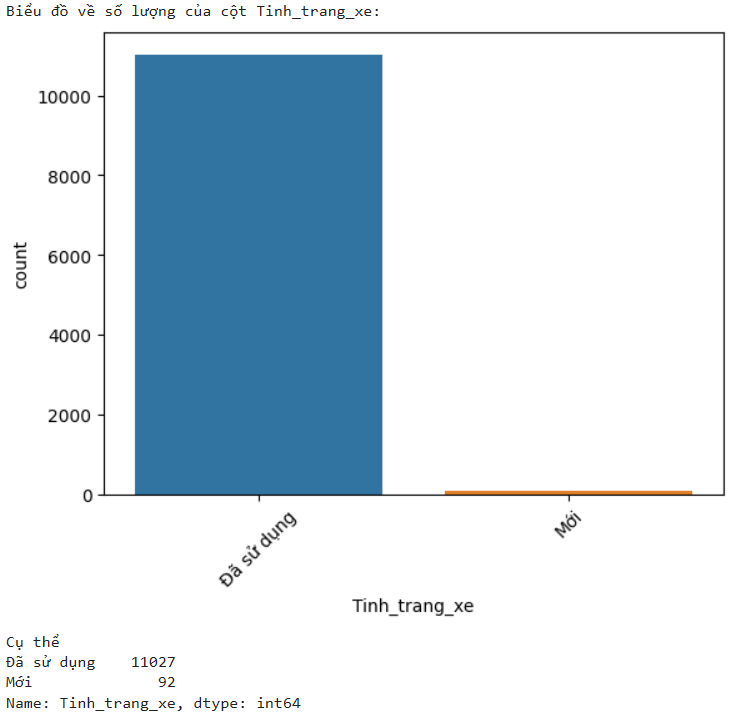 Biểu đồ về số lượng của cột Tinh_trang_xe:
10000
8000
6000
4000
2000
0
count
Đã sử dụng
Mới
Tinh_trang_xe
Cụ thể
Đã sử dụng 11027
Mới 92
Name: Tinh_trang_xe, dtype: int64